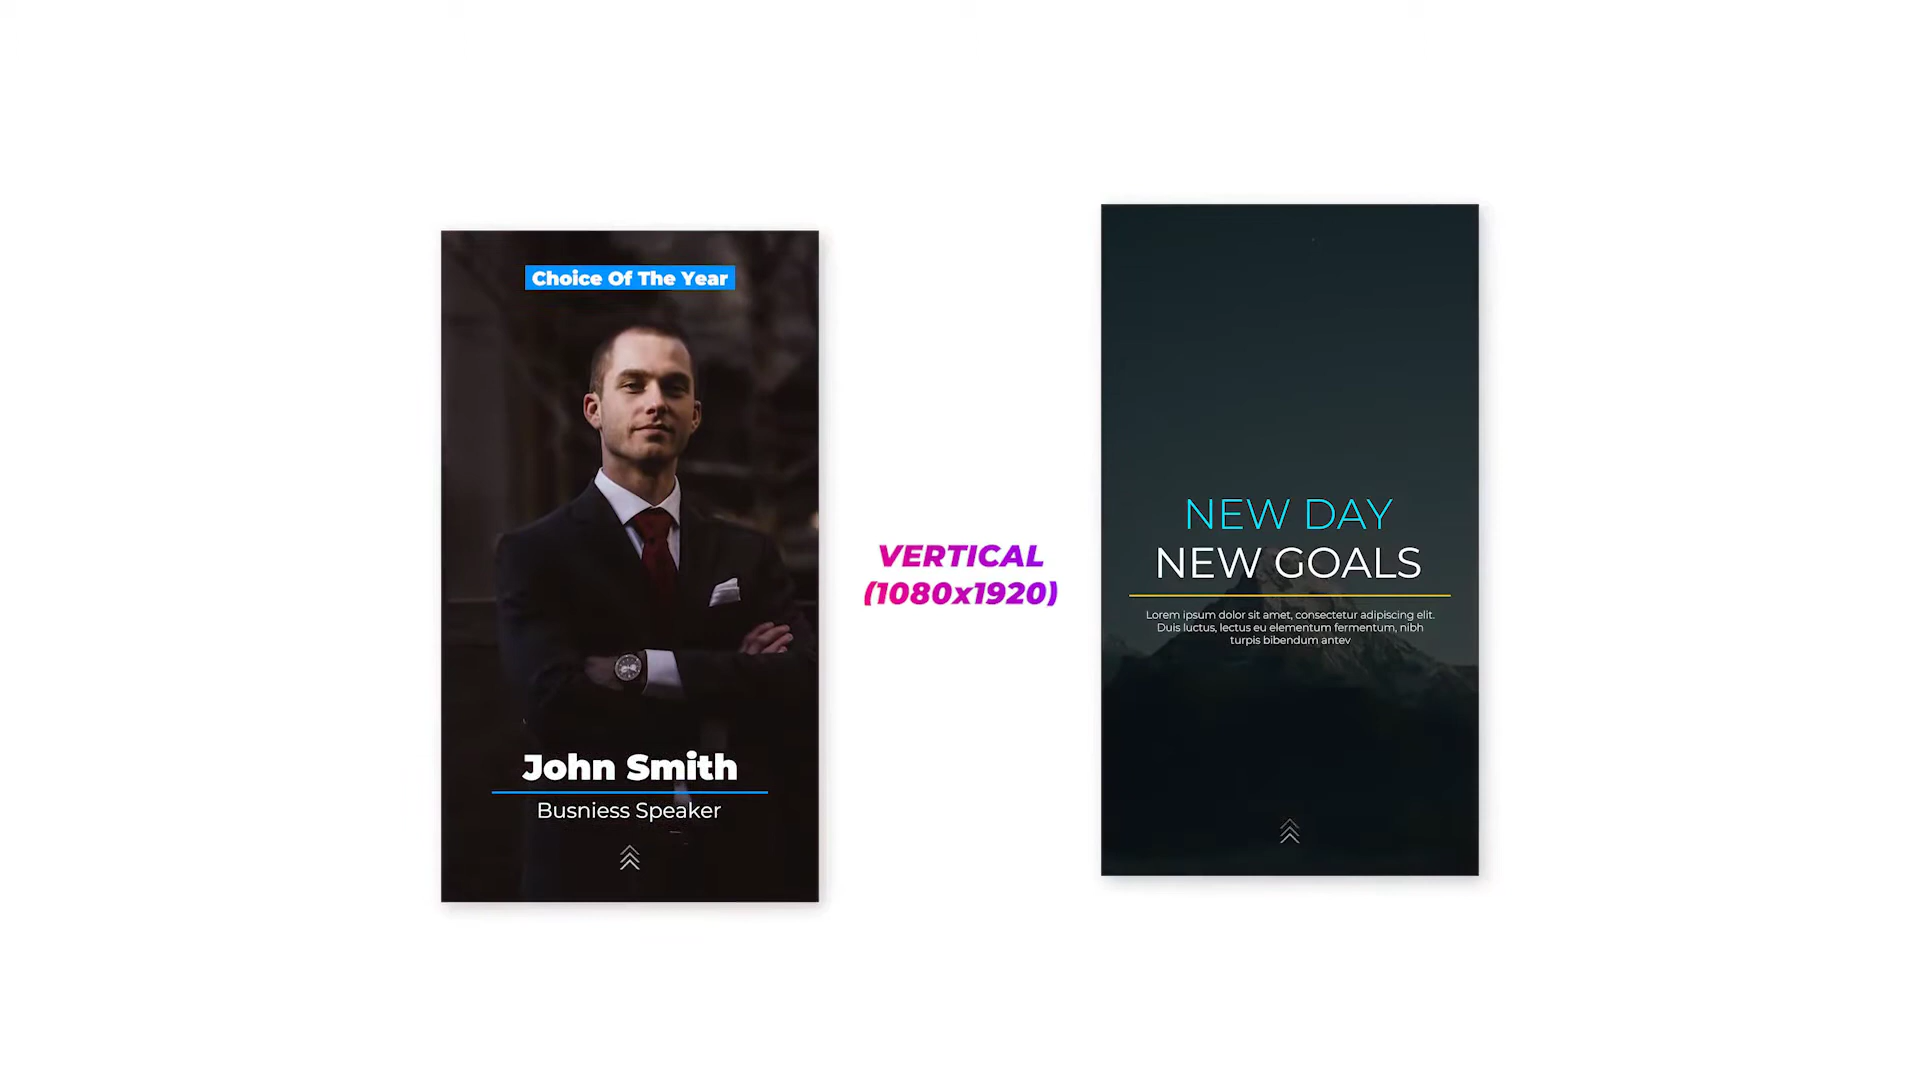 Choice Of The Year
John Smith
Busniess Speaker
VERTICAL
(1080x1920)
NEW DAY
NEW GOALS
Lorem ipsum dolor sit amet, consectetur adipiscing elit.
Duis luctus, lectus eu elementum fermentum, nibh
turpis bibendum antev